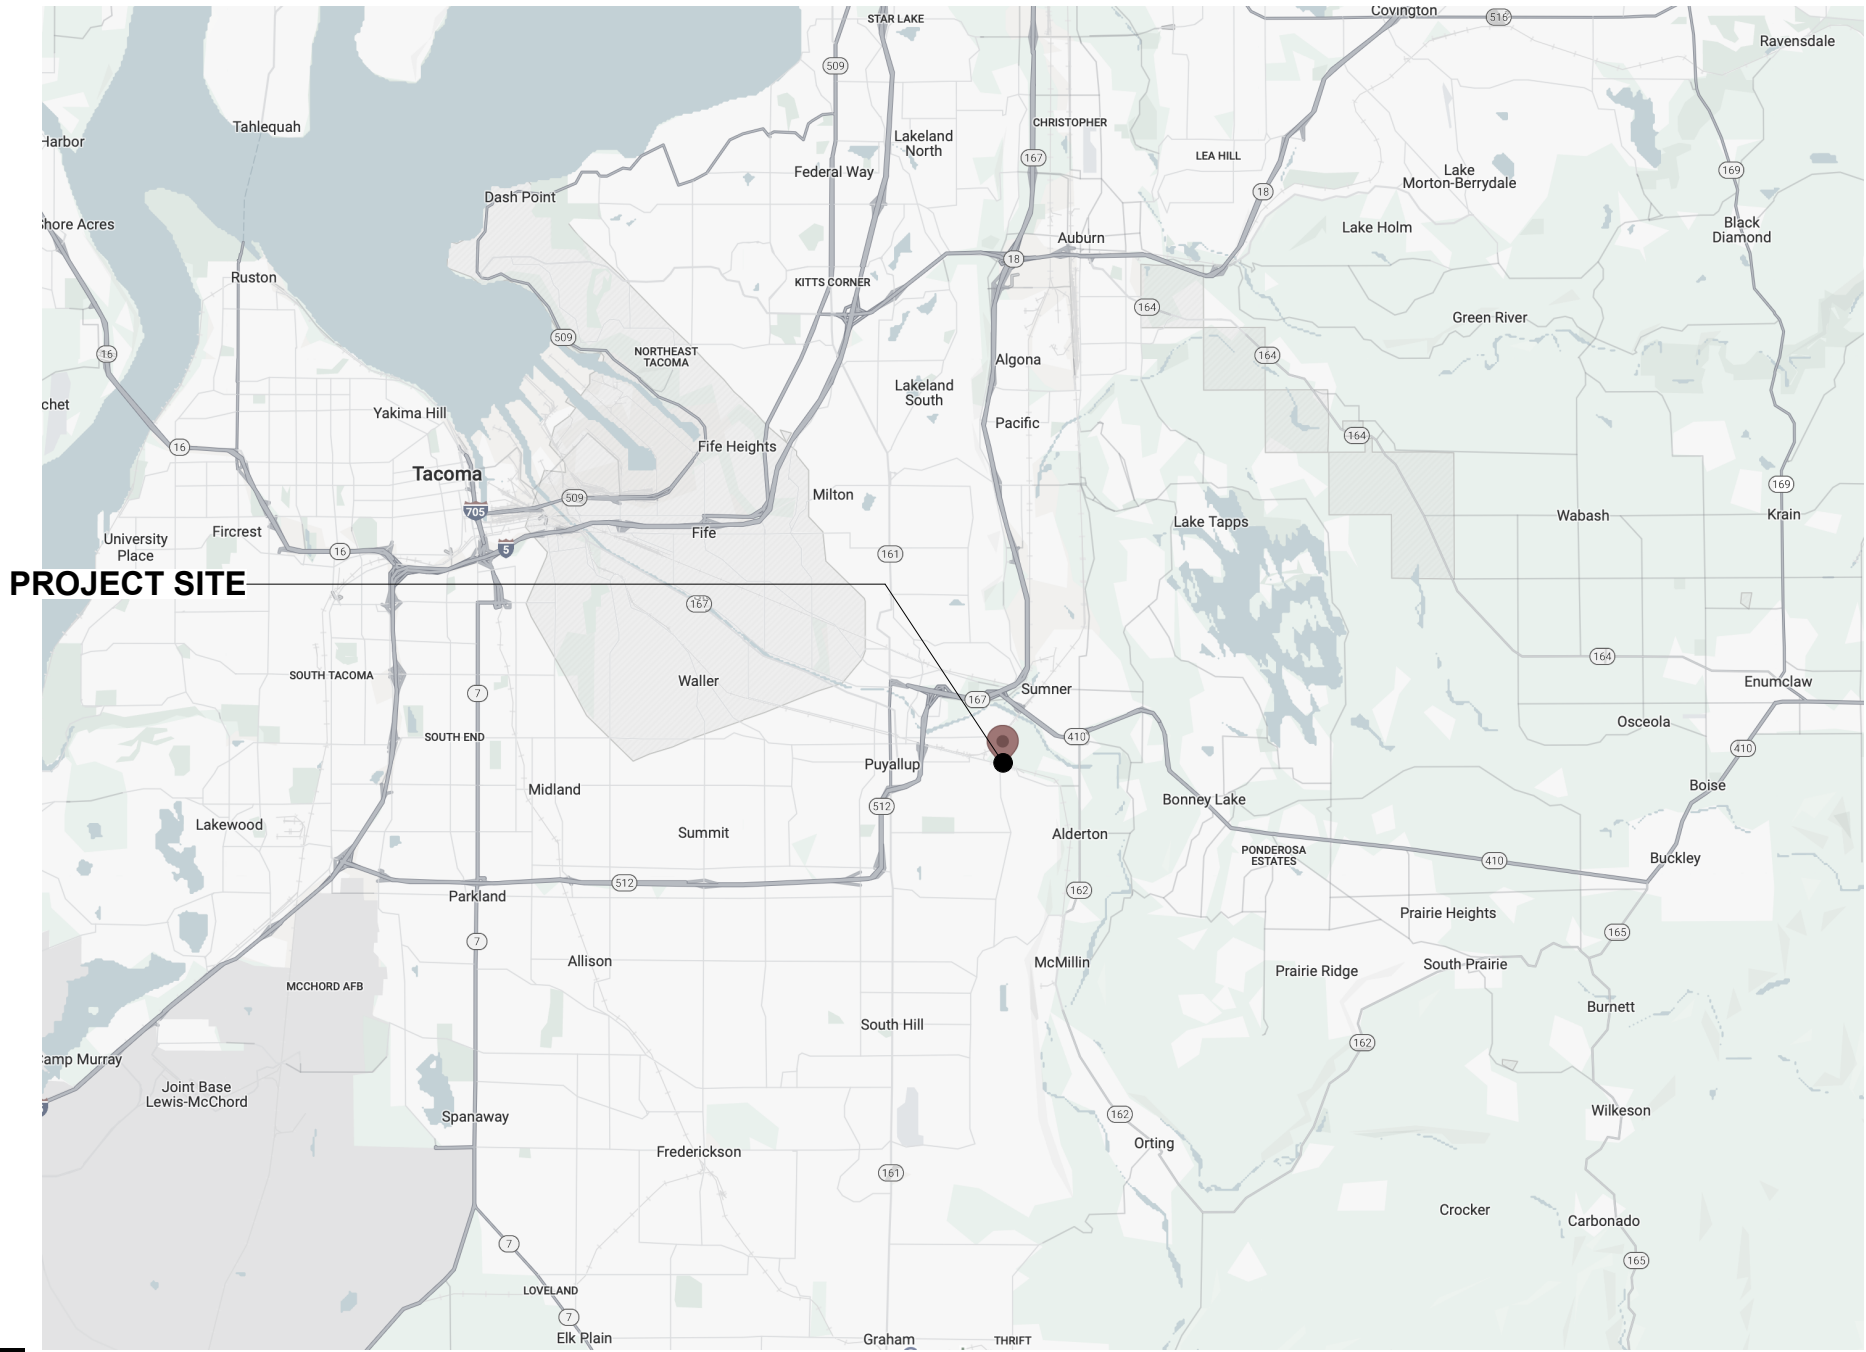 Covington
516
STAR LAKE
Ravensdale
509
Tahlequah
CHRISTOPHER
Lakeland
North
Harbor
167
LEA HILL
Federal Way
Lake
Morton-Berrydale
169
18
Dash Point
hore Acres
Lake Holm
Black
Diamond
Auburn
18
Ruston
KITTS CORNER
164
Green River
509
16
NORTHEAST
TACOMA
164
Algona
Lakeland
South
chet
Yakima Hill
Pacific
164
16
Fife Heights
Tacoma
169
Milton
509
705
Lake Tapps
Wabash
Krain
Fircrest
Fife
University
Place
16
5
161
PROJECT SITE
167
164
SOUTH TACOMA
Waller
Enumclaw
7
167
Sumner
Osceola
SOUTH END
410
410
Puyallup
Boise
Midland
Bonney Lake
512
Lakewood
Summit
Alderton
PONDEROSA
ESTATES
410
Buckley
512
Parkland
162
Prairie Heights
165
7
Allison
McMillin
Prairie Ridge
South Prairie
MCCHORD AFB
Burnett
South Hill
162
amp Murray
Joint Base
Lewis-McChord
Spanaway
162
Wilkeson
Orting
Frederickson
161
Crocker
Carbonado
7
165
LOVELAND
7
Elk Plain
Graham
THRIFT